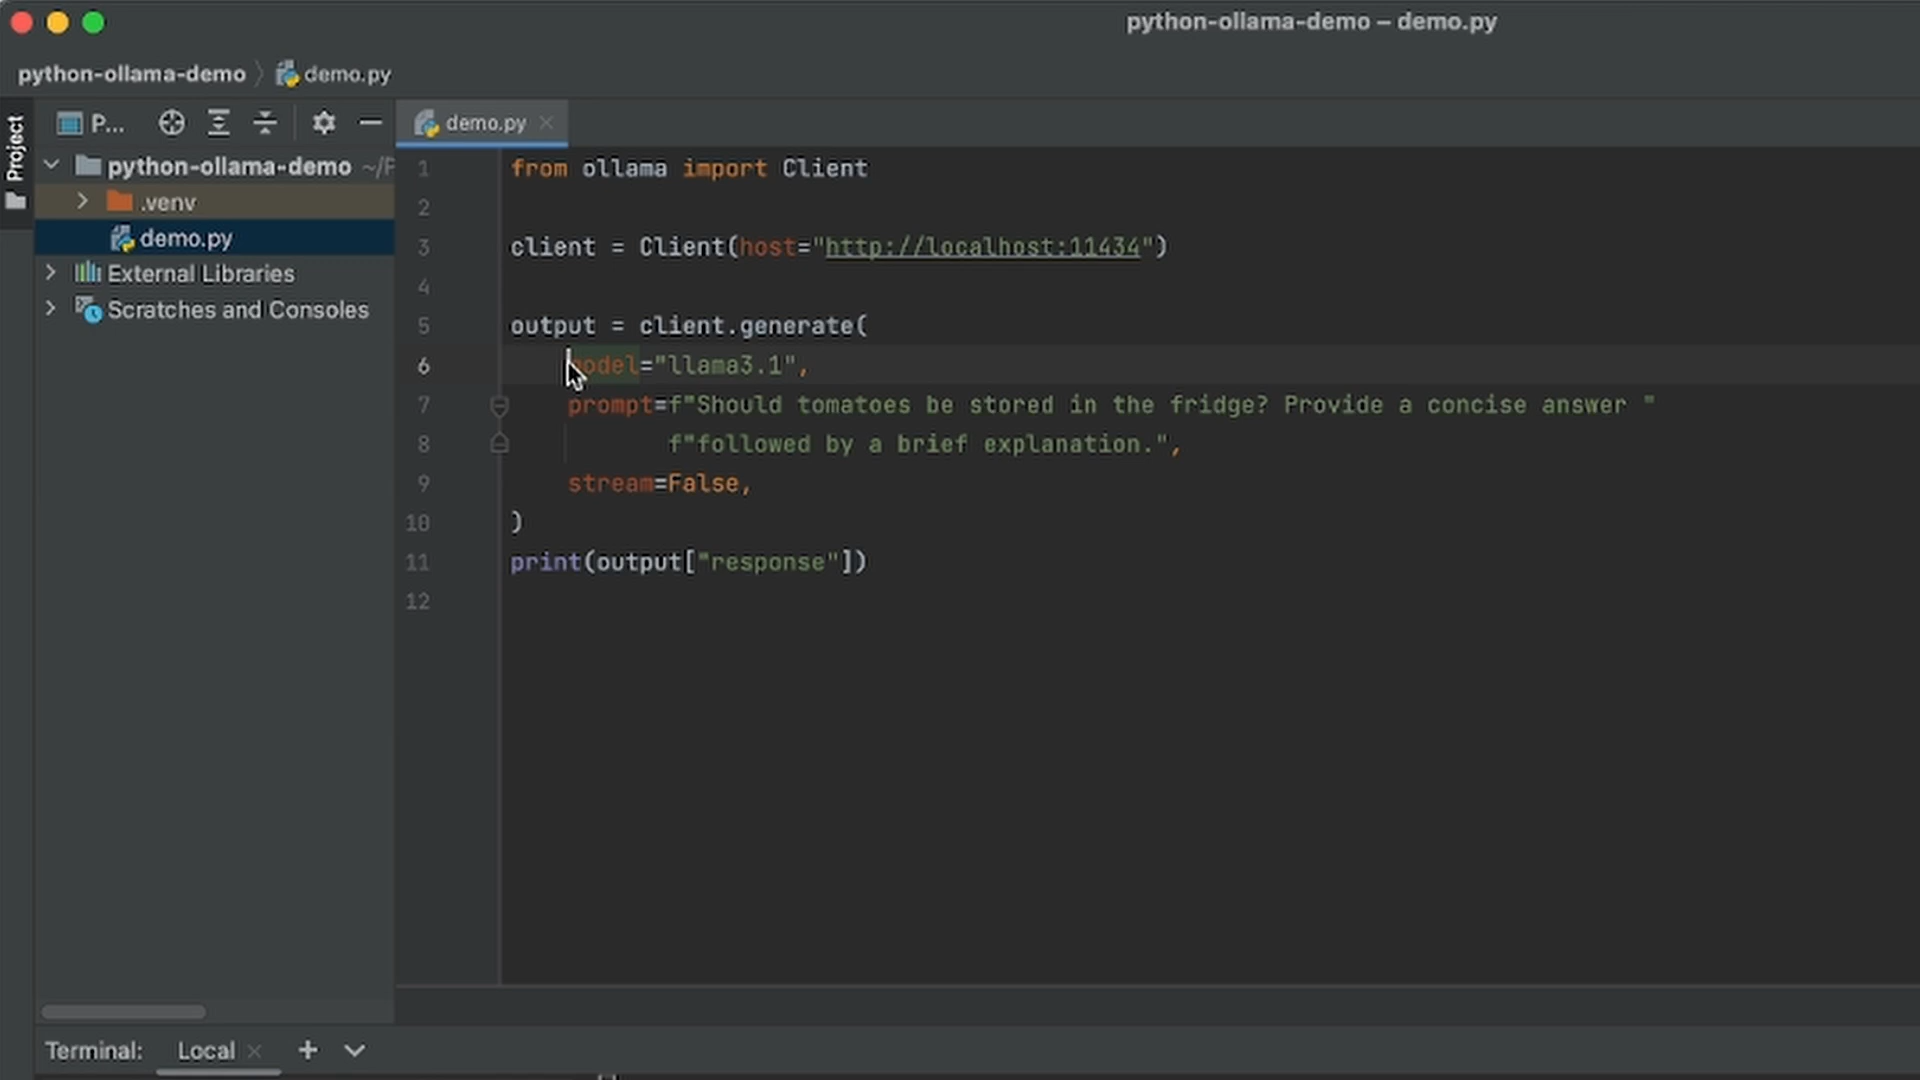 python-ollama-demo – demo.py
python-ollama-demo
demo.py
Project
P...
demo.py
python-ollama-demo ~/P
.venv
demo.py
External Libraries
Scratches and Consoles
1 from ollama import Client
2
3 client = Client(host="http://localhost:11434")
4
5 output = client.generate(
6 model="llama3.1",
7 prompt=f"Should tomatoes be stored in the fridge? Provide a concise answer "
8 f"followed by a brief explanation.",
9 stream=False,
10 )
11 print(output["response"])
12
Terminal: Local